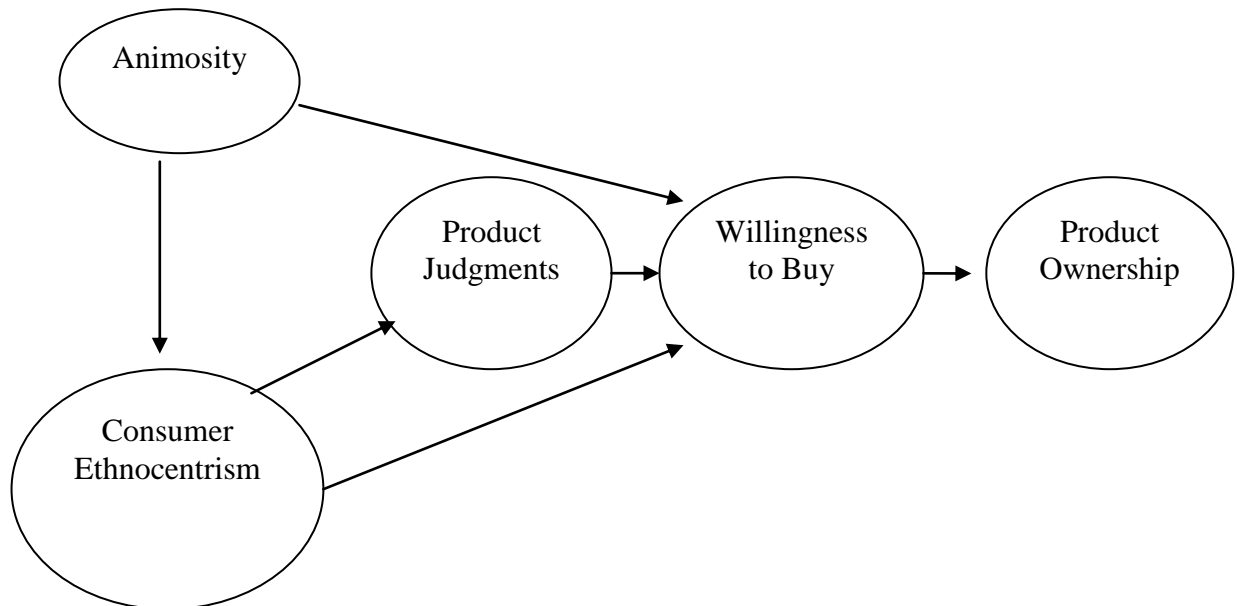 Animosity
Product
Judgments
Willingness
to Buy
Product
Ownership
Consumer
Ethnocentrism